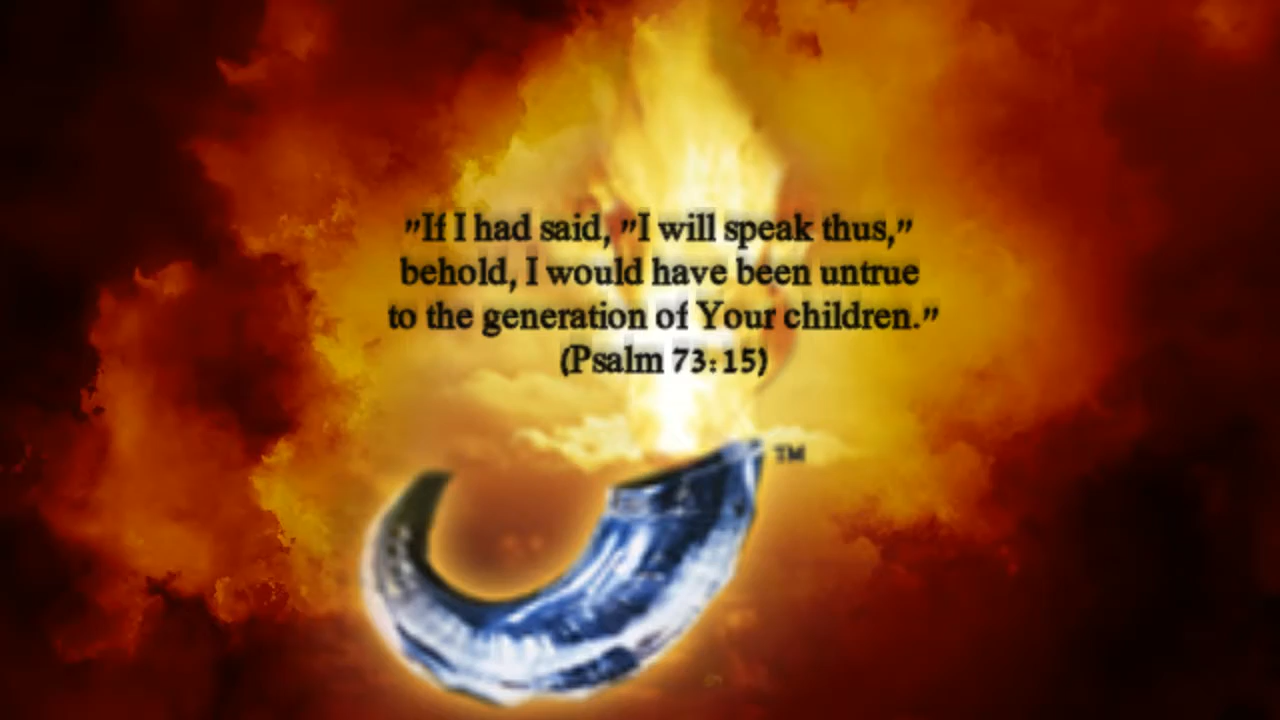 "If I had said, "I will speak thus,"
behold, I would have been untrue
to the generation of Your children."
(Psalm 73:15)
TM